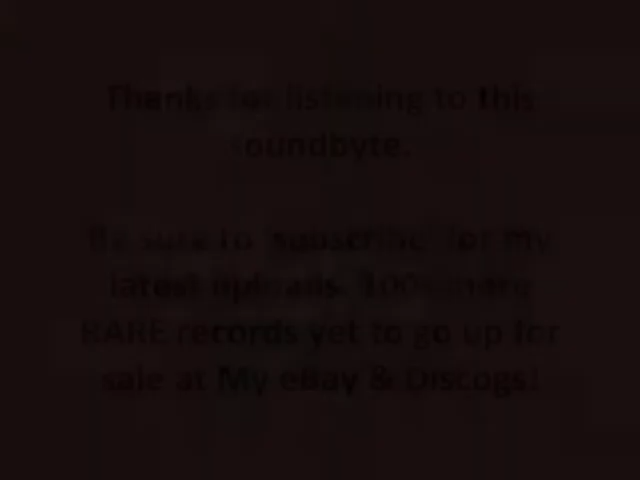 Thanks for listening to this
soundbyte.
Be sure to 'subscribe' for my
latest uploads. 100s more
RARE records yet to go up for
sale at My eBay & Discogs!